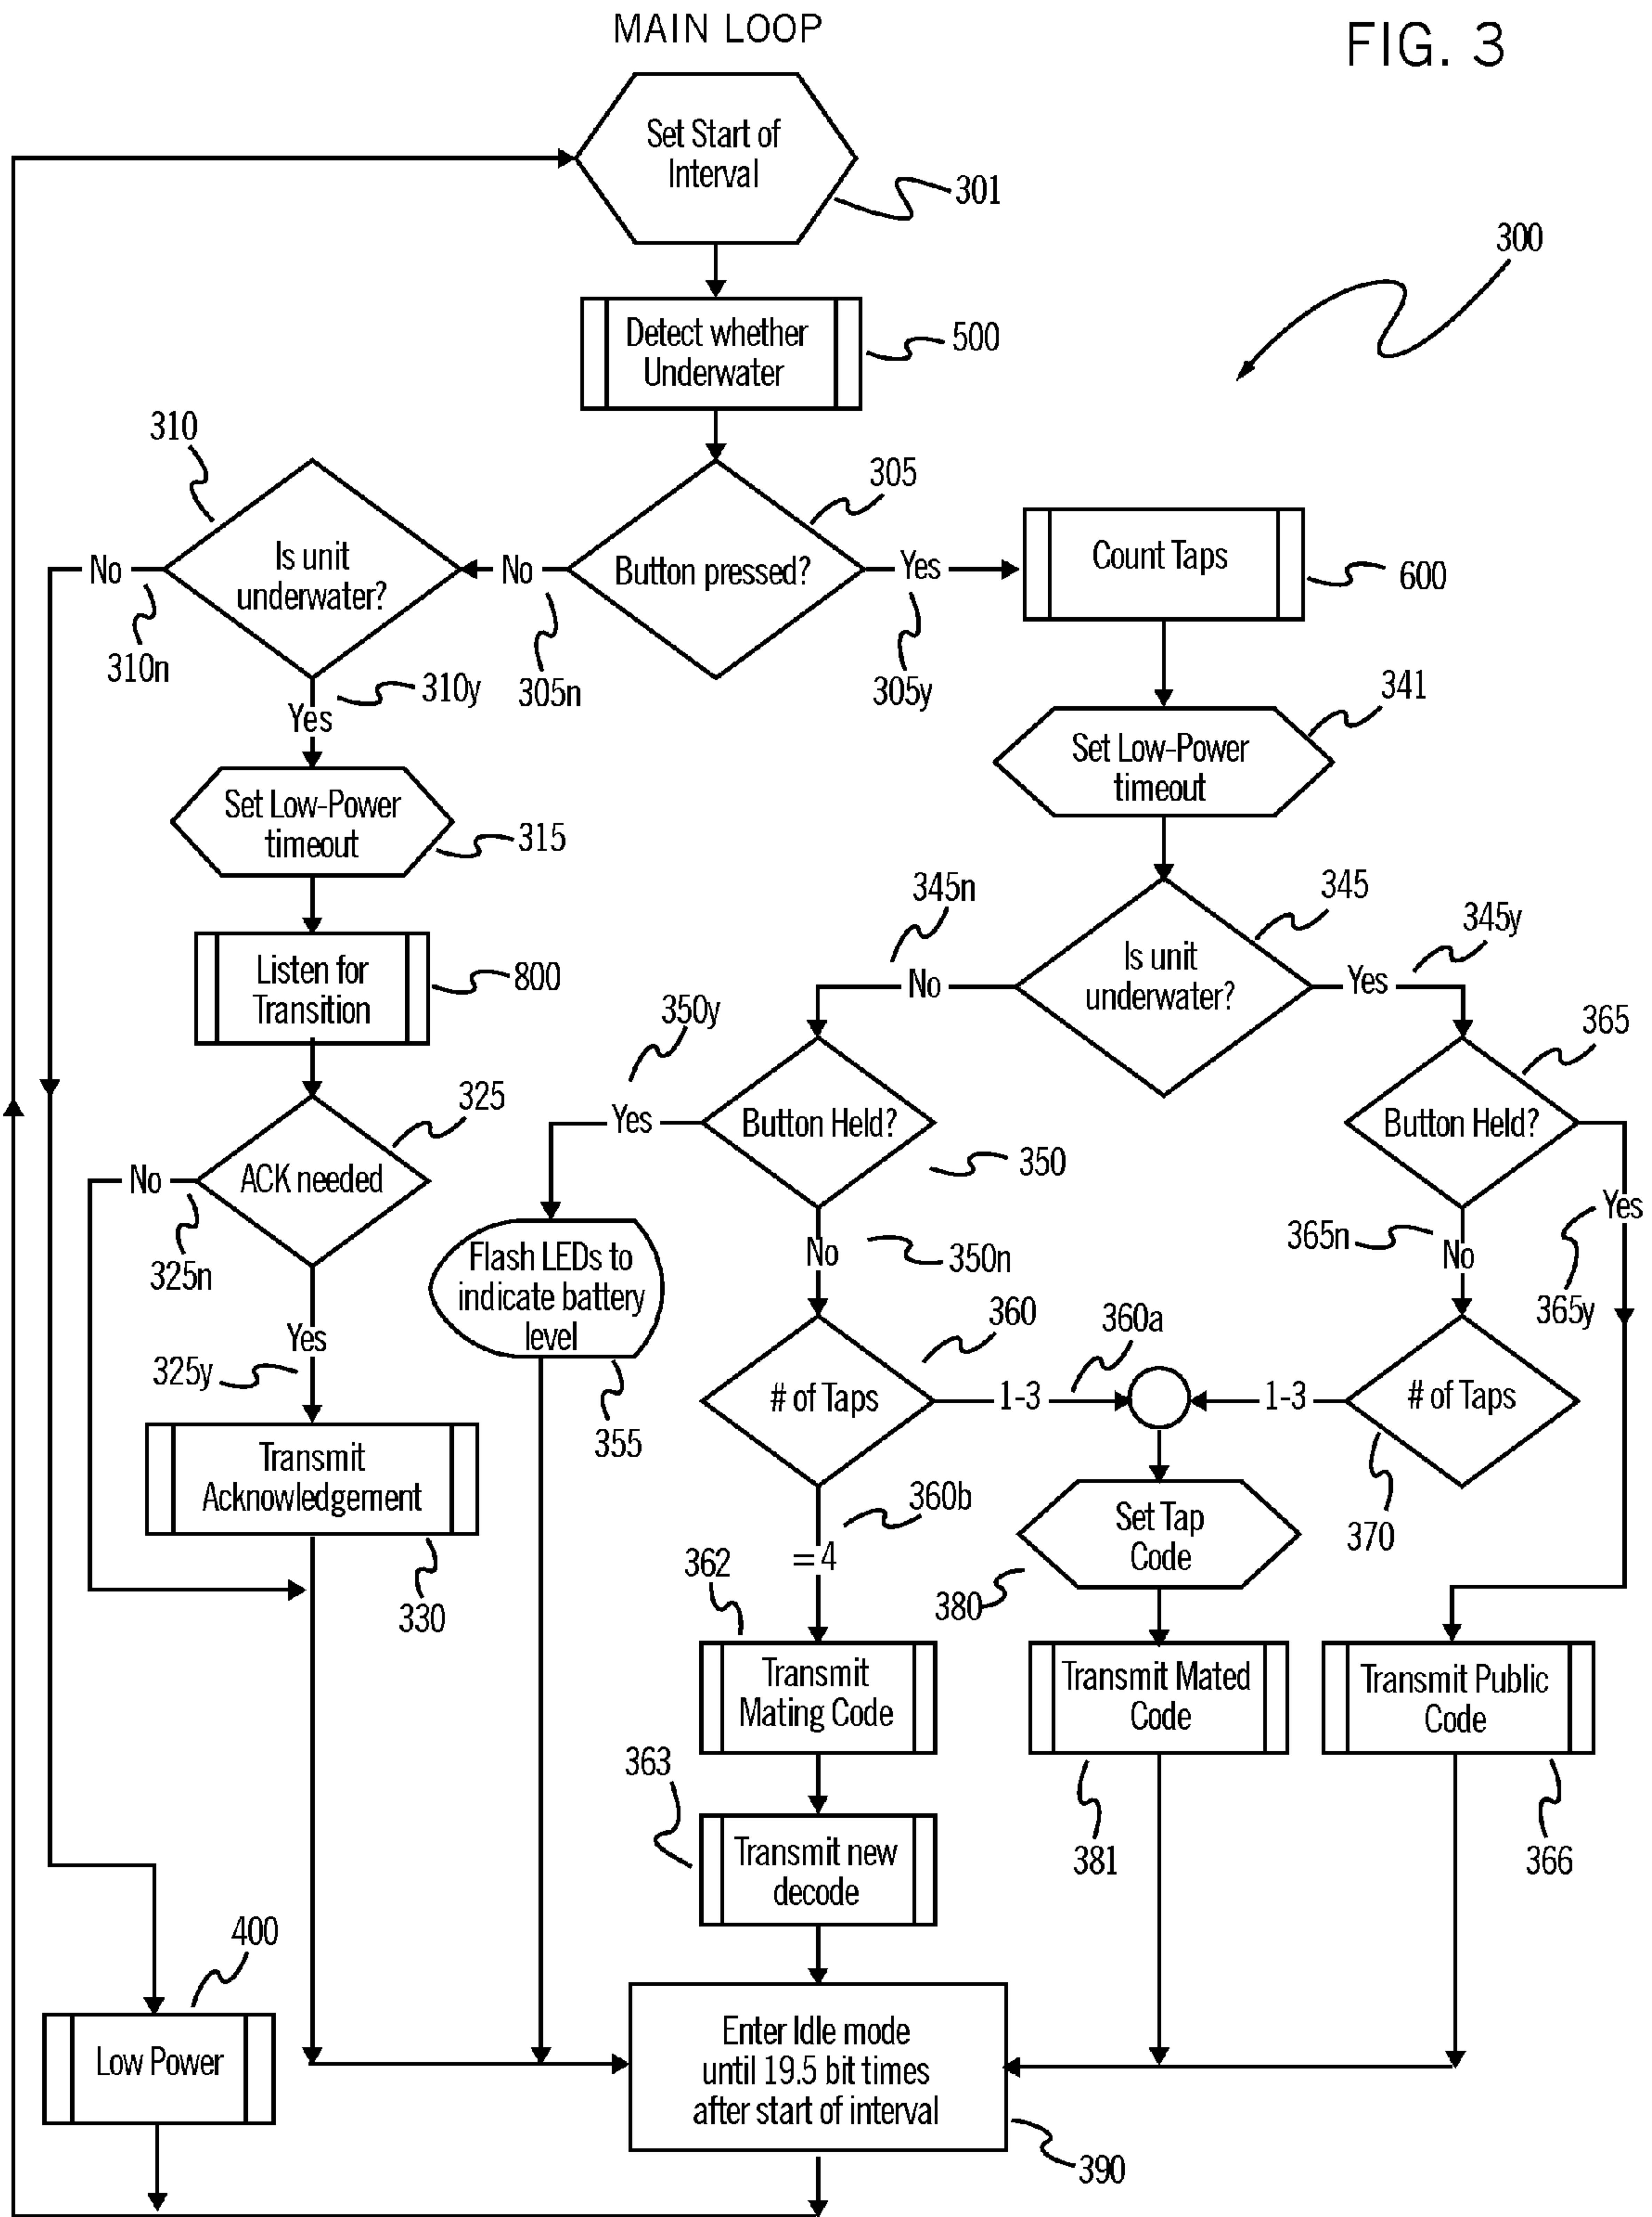 MAIN LOOP
FIG. 3
Set Start of
Interval
301
300
Detect whether
Underwater
500
310
305
Is unit
underwater?
No
310n
No
305n
Button pressed?
Yes
305y
Count Taps
600
310y
Yes
341
Set Low-Power
timeout
Set Low-Power
timeout
315
345n
345
345y
Is unit
underwater?
No
Yes
Listen for
Transition
800
350y
365
Yes
Button Held?
350
Button Held?
Yes
365y
325
ACK needed
No
325n
Flash LEDs to
indicate battery
level
355
No
350n
365n
No
360
360a
Yes
325y
# of Taps
1-3
1-3
# of Taps
370
Transmit
Acknowledgement
330
360b
= 4
Set Tap
Code
380
362
Transmit
Mating Code
Transmit Mated
Code
381
Transmit Public
Code
366
363
Transmit new
decode
400
Low Power
Enter Idle mode
until 19.5 bit times
after start of interval
390